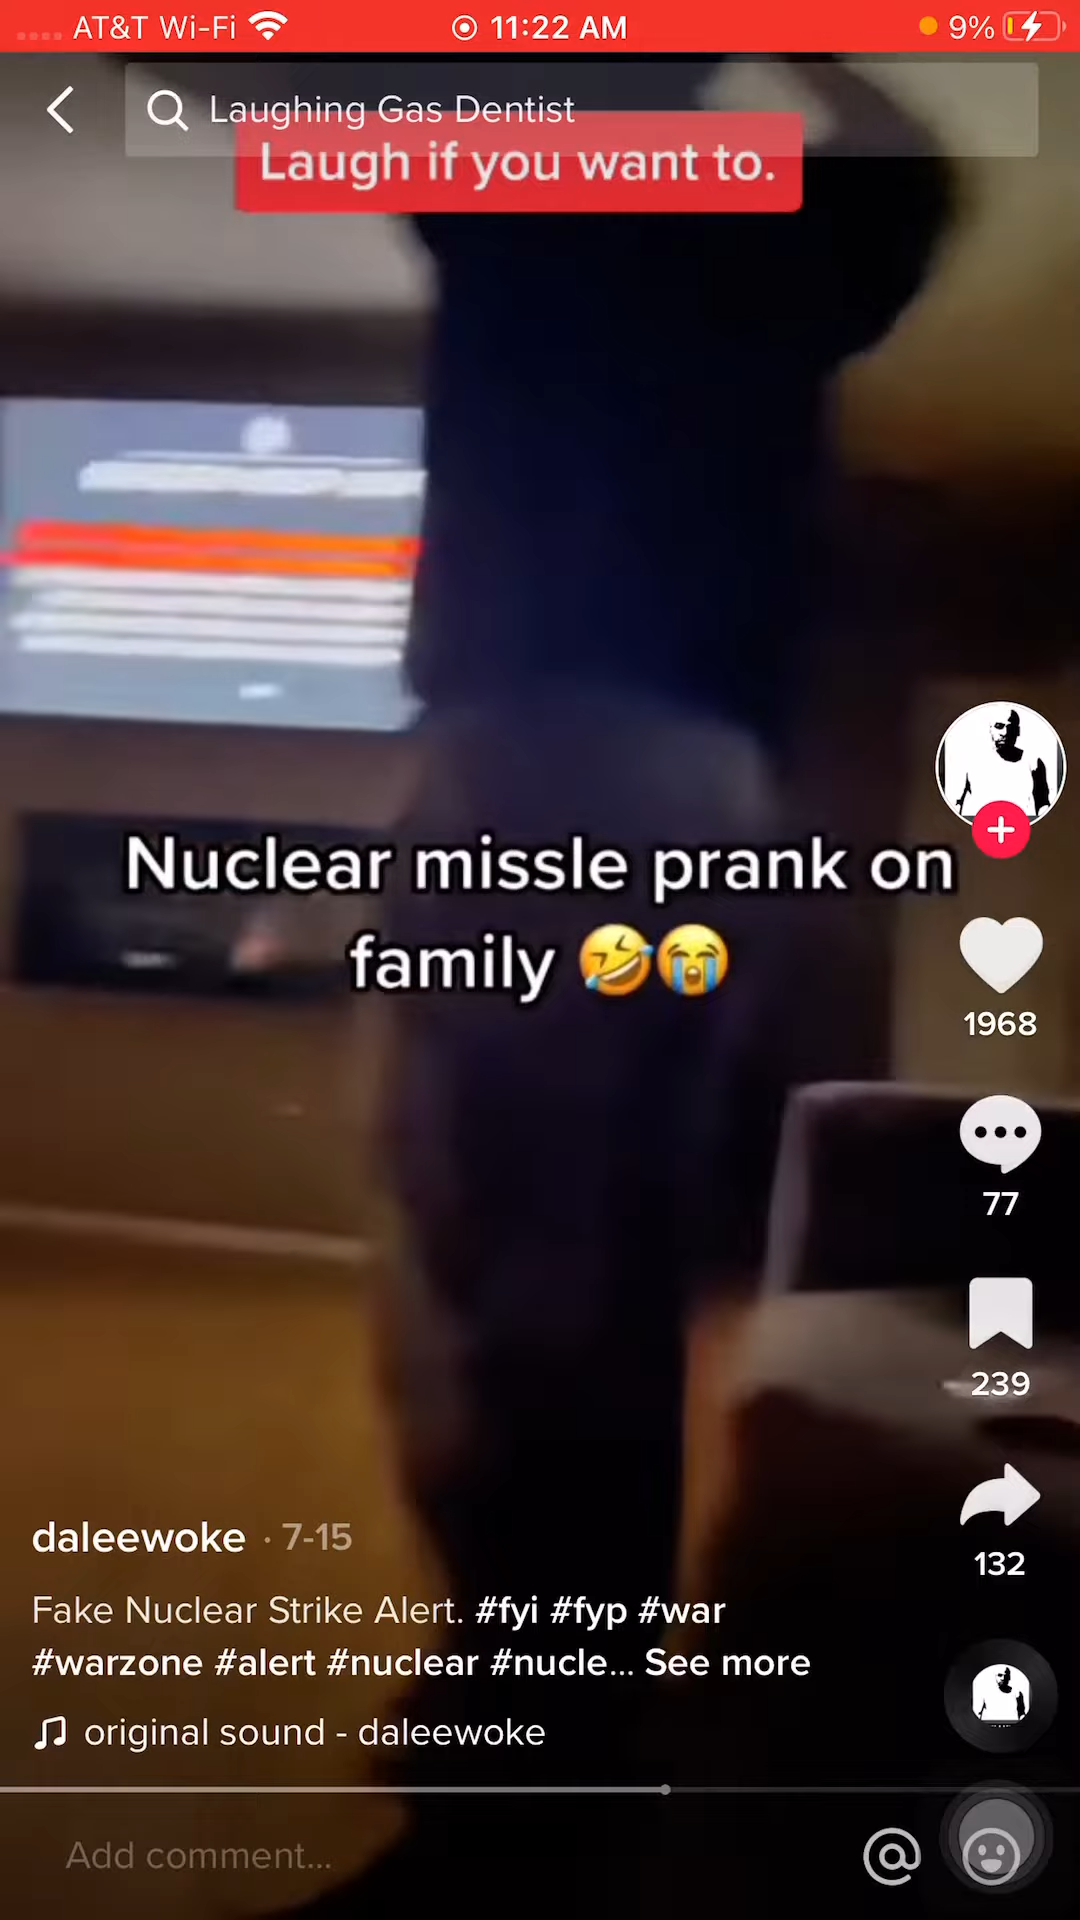 AT&T Wi-Fi 11:22 AM 9%
Laughing Gas Dentist
Laugh if you want to.
Nuclear missle prank on
family 🤣😭
1968
77
239
132
daleewoke · 7-15
Fake Nuclear Strike Alert. #fyi #fyp #war
#warzone #alert #nuclear #nucle... See more
original sound - daleewoke
Add comment...